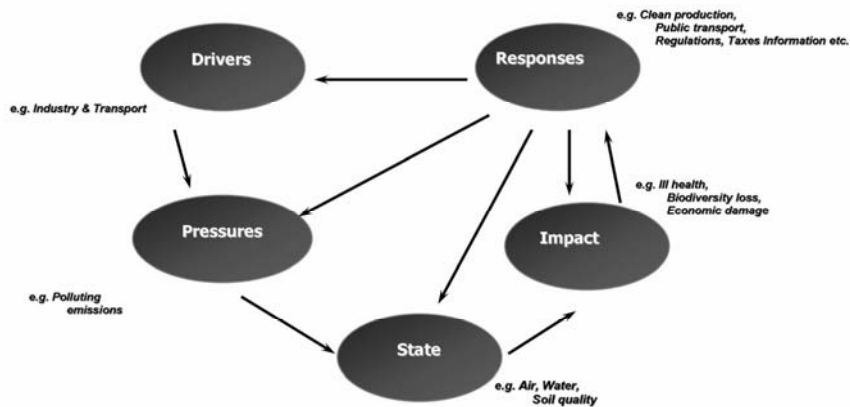 e.g. Clean production,
Public transport,
Regulations, Taxes Information etc.
Drivers
Responses
e.g. Industry & Transport
e.g. Ill health,
Biodiversity loss,
Economic damage
Pressures
Impact
e.g. Polluting
emissions
State
e.g. Air, Water,
Soil quality